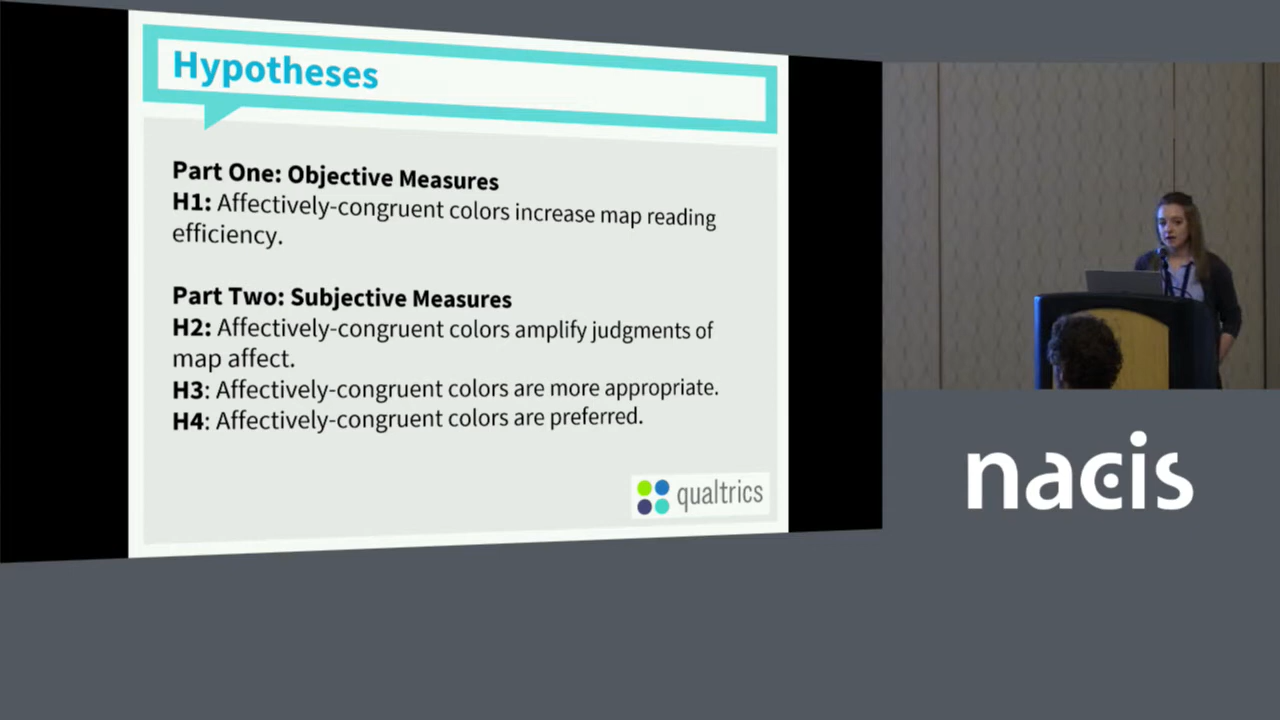 Hypotheses
Part One: Objective Measures
H1: Affectively-congruent colors increase map reading
efficiency.
Part Two: Subjective Measures
H2: Affectively-congruent colors amplify judgments of
map affect.
H3: Affectively-congruent colors are more appropriate.
H4: Affectively-congruent colors are preferred.
qualtrics
nacis